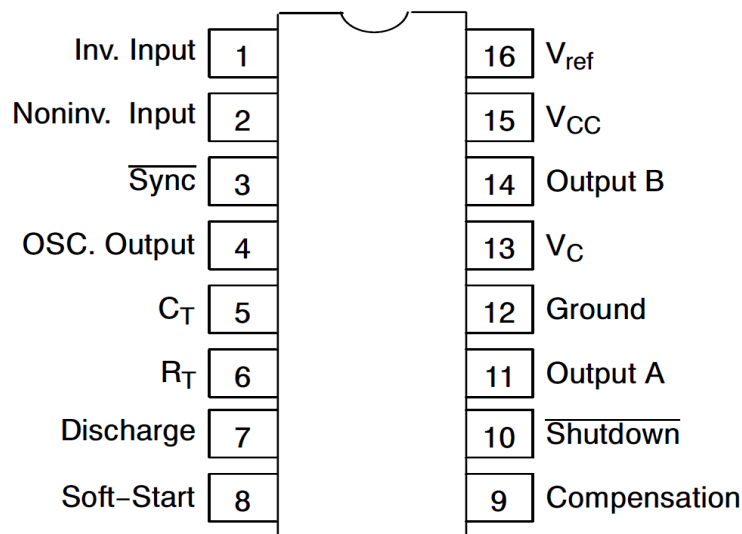 Inv. Input 1 16 Vref
Noninv. Input 2 15 VCC
Sync 3 14 Output B
OSC. Output 4 13 VC
CT 5 12 Ground
RT 6 11 Output A
Discharge 7 10 Shutdown
Soft−Start 8 9 Compensation